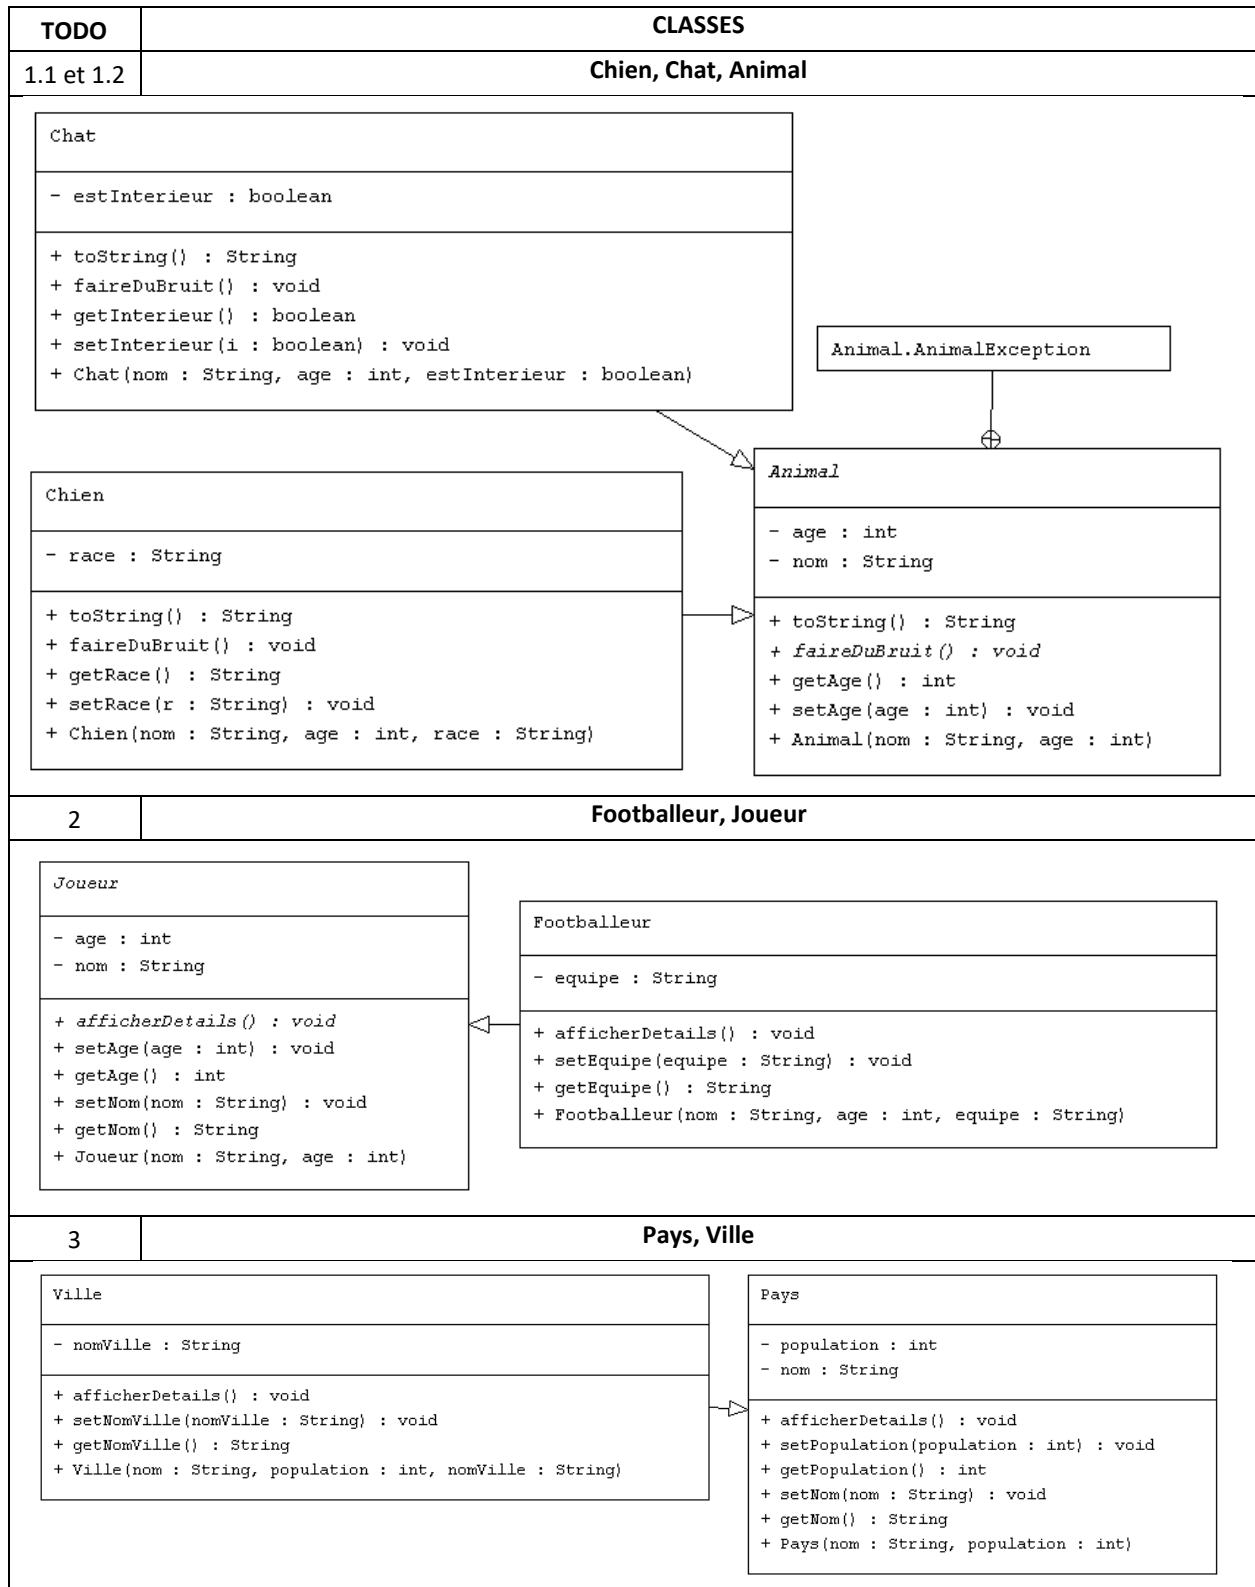 TODO
CLASSES
1.1 et 1.2
Chien, Chat, Animal
Chat
- estInterieur : boolean
+ toString() : String
+ faireDuBruit() : void
+ getInterieur() : boolean
+ setInterieur(i : boolean) : void
+ Chat(nom : String, age : int, estInterieur : boolean)
Animal.AnimalException
Chien
- race : String
+ toString() : String
+ faireDuBruit() : void
+ getRace() : String
+ setRace(r : String) : void
+ Chien(nom : String, age : int, race : String)
Animal
- age : int
- nom : String
+ toString() : String
+ faireDuBruit() : void
+ getAge() : int
+ setAge(age : int) : void
+ Animal(nom : String, age : int)
2
Footballeur, Joueur
Joueur
- age : int
- nom : String
+ afficherDetails() : void
+ setAge(age : int) : void
+ getAge() : int
+ setNom(nom : String) : void
+ getNom() : String
+ Joueur(nom : String, age : int)
Footballeur
- equipe : String
+ afficherDetails() : void
+ setEquipe(equipe : String) : void
+ getEquipe() : String
+ Footballeur(nom : String, age : int, equipe : String)
3
Pays, Ville
Ville
- nomVille : String
+ afficherDetails() : void
+ setNomVille(nomVille : String) : void
+ getNomVille() : String
+ Ville(nom : String, population : int, nomVille : String)
Pays
- population : int
- nom : String
+ afficherDetails() : void
+ setPopulation(population : int) : void
+ getPopulation() : int
+ setNom(nom : String) : void
+ getNom() : String
+ Pays(nom : String, population : int)